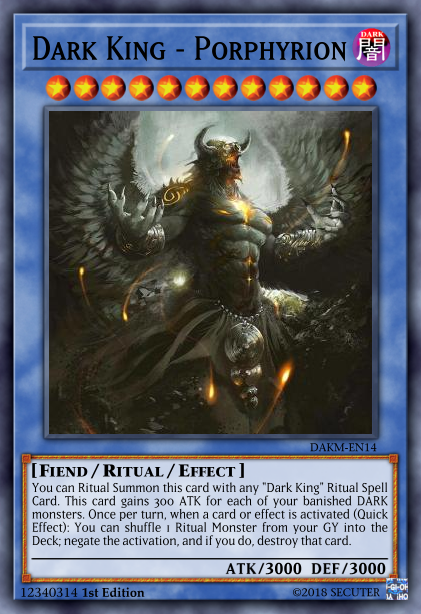 Dark King - Porphyrion
DARK
闇
DAKM-EN14
[Fiend / Ritual / Effect]
You can Ritual Summon this card with any "Dark King" Ritual Spell
Card. This card gains 300 ATK for each of your banished DARK
monsters. Once per turn, when a card or effect is activated (Quick
Effect): You can shuffle 1 Ritual Monster from your GY into the
Deck; negate the activation, and if you do, destroy that card.
ATK/3000 DEF/3000
12340314 1st Edition ©2018 SECUTER